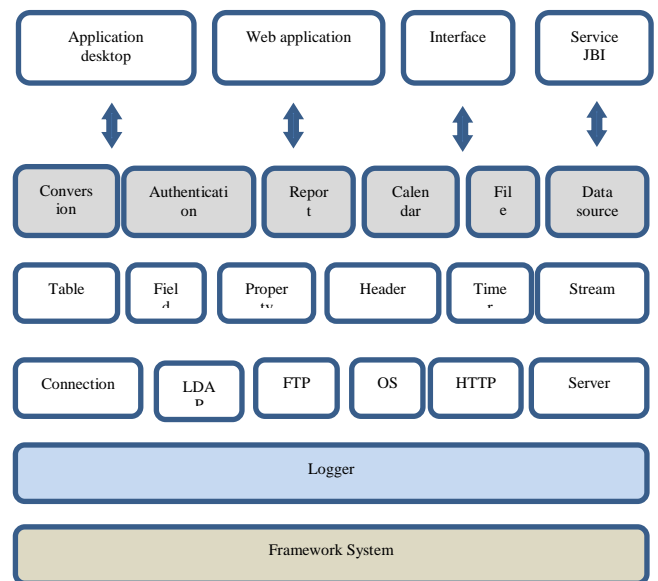 Application
desktop
Web application
Interface
Service
JBI
Convers
ion
Authenticati
on
Repor
t
Calen
dar
Fil
e
Data
source
Table
Fiel
d
Proper
ty
Header
Time
r
Stream
Connection
LDA
P
FTP
OS
HTTP
Server
Logger
Framework System